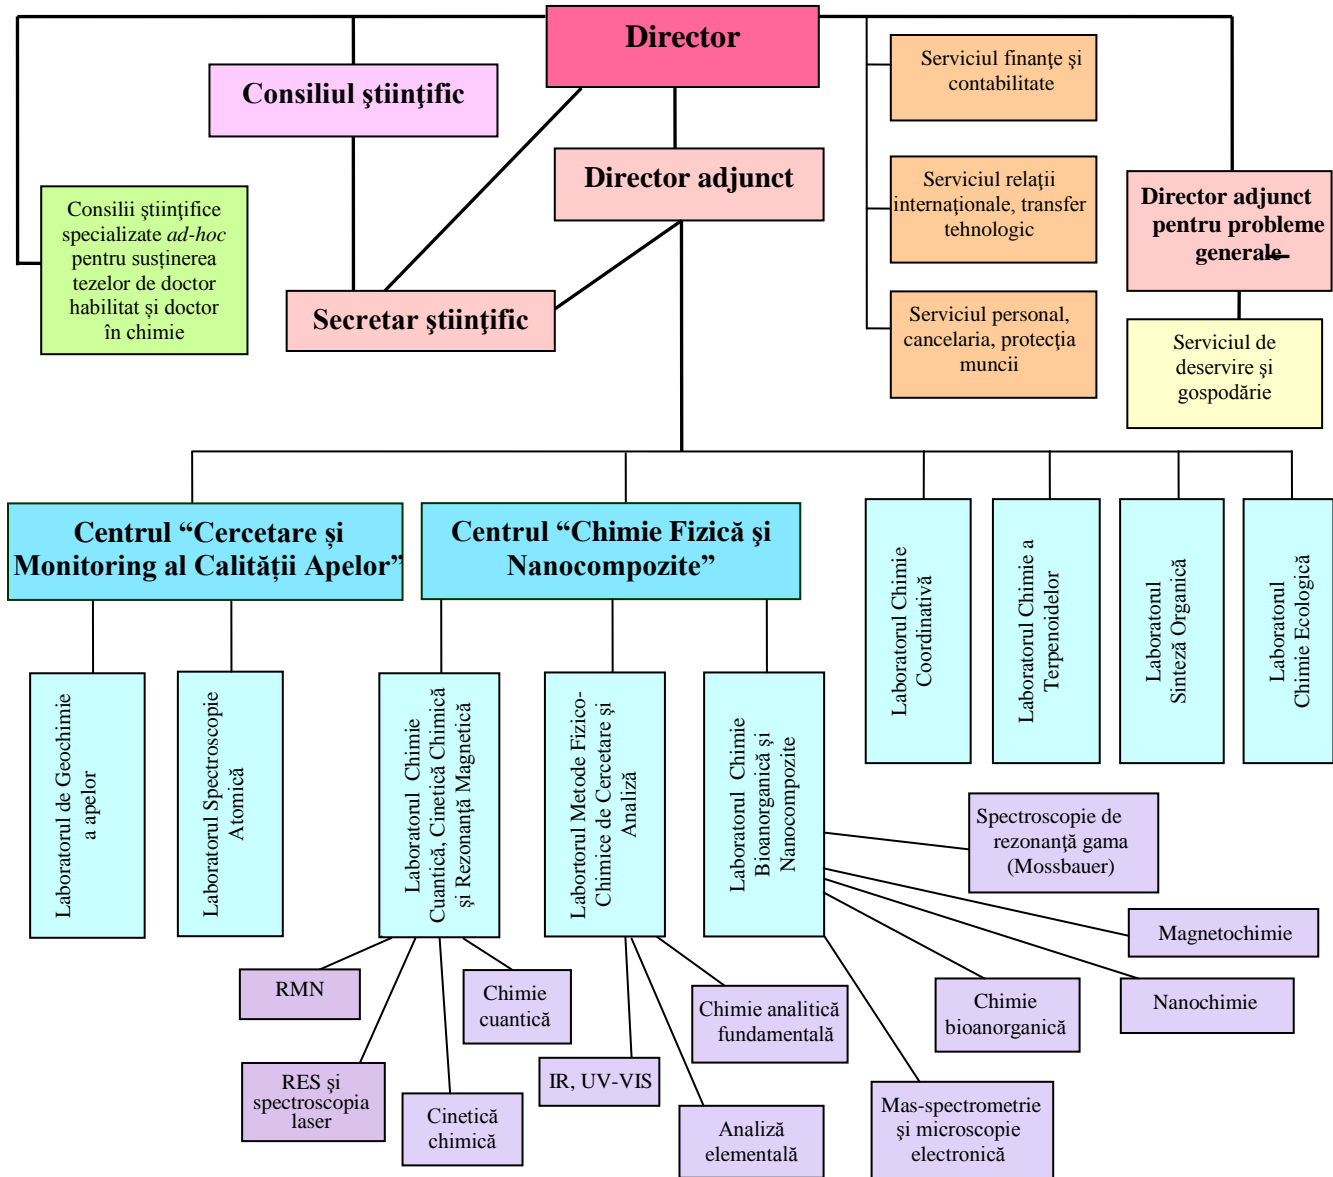 Director
Consiliul ştiinţific
Serviciul finanţe şi
contabilitate
Director adjunct
Serviciul relaţii
internaţionale, transfer
tehnologic
Director adjunct
pentru probleme
generale
Consilii ştiinţifice
specializate ad-hoc
pentru susținerea
tezelor de doctor
habilitat și doctor
în chimie
Secretar ştiinţific
Serviciul personal,
cancelaria, protecţia
muncii
Serviciul de
deservire şi
gospodărie
Centrul “Cercetare și
Monitoring al Calității Apelor”
Centrul “Chimie Fizică şi
Nanocompozite”
Laboratorul Chimie
Coordinativă
Laboratorul Chimie a
Terpenoidelor
Laboratorul
Sinteză Organică
Laboratorul
Chimie Ecologică
Laboratorul de Geochimie
a apelor
Laboratorul Spectroscopie
Atomică
Laboratorul Chimie
Cuantică, Cinetică Chimică
şi Rezonanţă Magnetică
Labortorul Metode Fizico-
Chimice de Cercetare şi
Analiză
Laboratorul Chimie
Bioanorganică şi
Nanocompozite
Spectroscopie de
rezonanţă gama
(Mossbauer)
Magnetochimie
RMN
Chimie
cuantică
Chimie analitică
fundamentală
Chimie
bioanorganică
Nanochimie
RES şi
spectroscopia
laser
Cinetică
chimică
IR, UV-VIS
Analiză
elementală
Mas-spectrometrie
şi microscopie
electronică